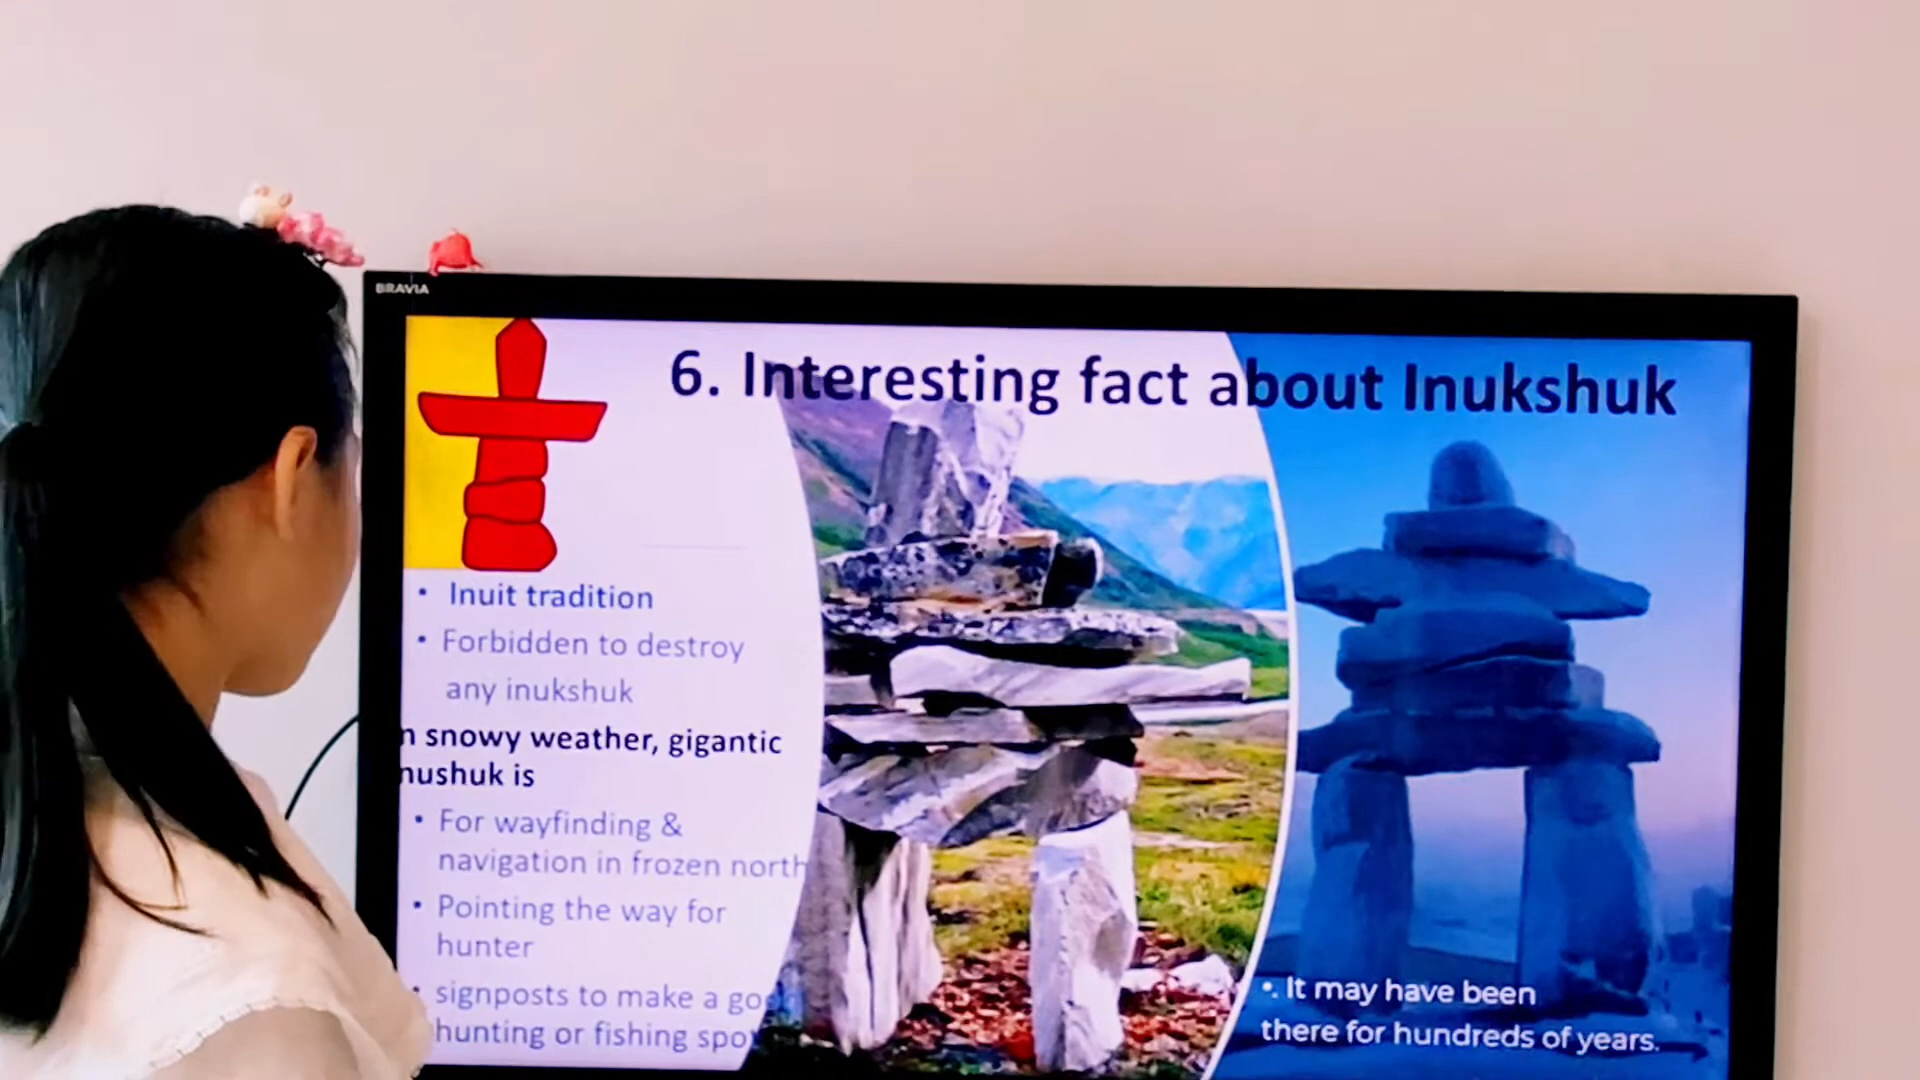 BRAVIA
6. Interesting fact about Inukshuk
• Inuit tradition
• Forbidden to destroy
any inukshuk
n snowy weather, gigantic
nushuk is
• For wayfinding &
navigation in frozen north
• Pointing the way for
hunter
• signposts to make a good
hunting or fishing spot
•. It may have been
there for hundreds of years.